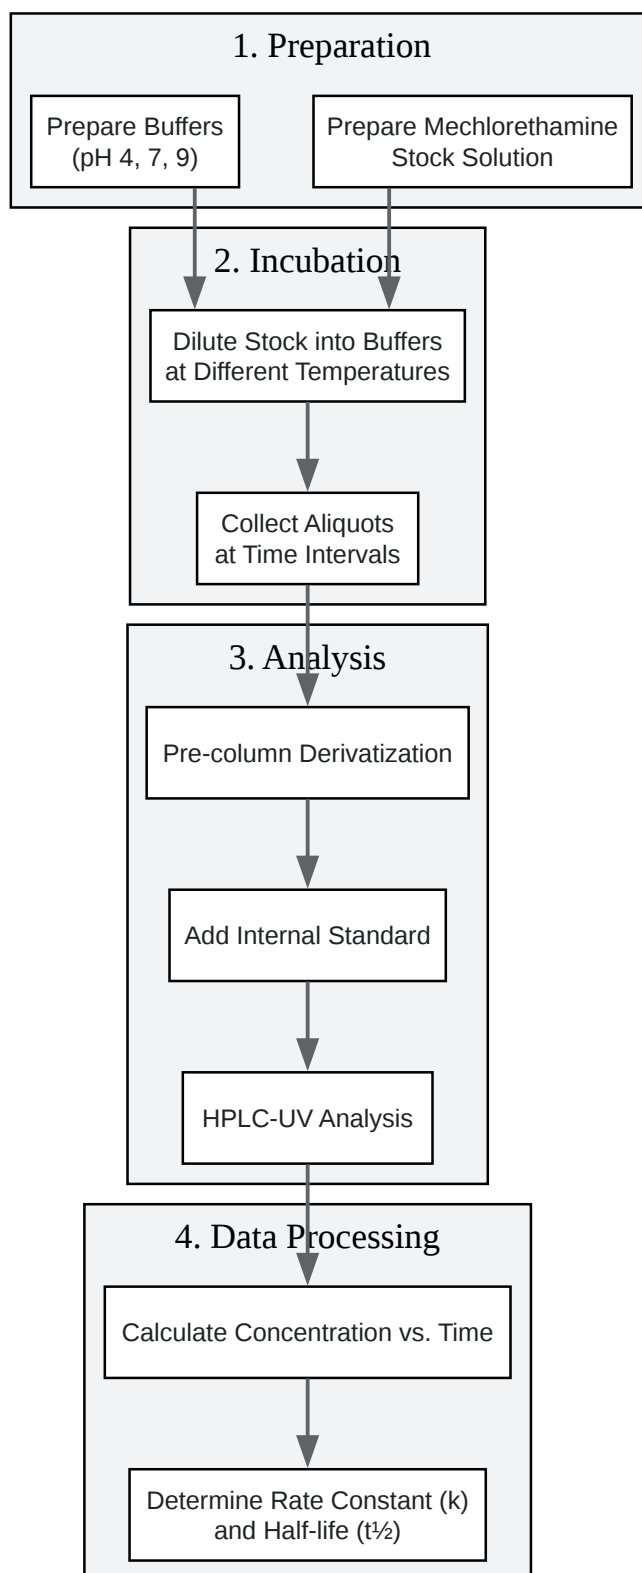 1. Preparation
Prepare Buffers
(pH 4, 7, 9)
Prepare Mechlorethamine
Stock Solution
2. Incubation
Dilute Stock into Buffers
at Different Temperatures
Collect Aliquots
at Time Intervals
3. Analysis
Pre-column Derivatization
Add Internal Standard
HPLC-UV Analysis
4. Data Processing
Calculate Concentration vs. Time
Determine Rate Constant (k)
and Half-life (t½)